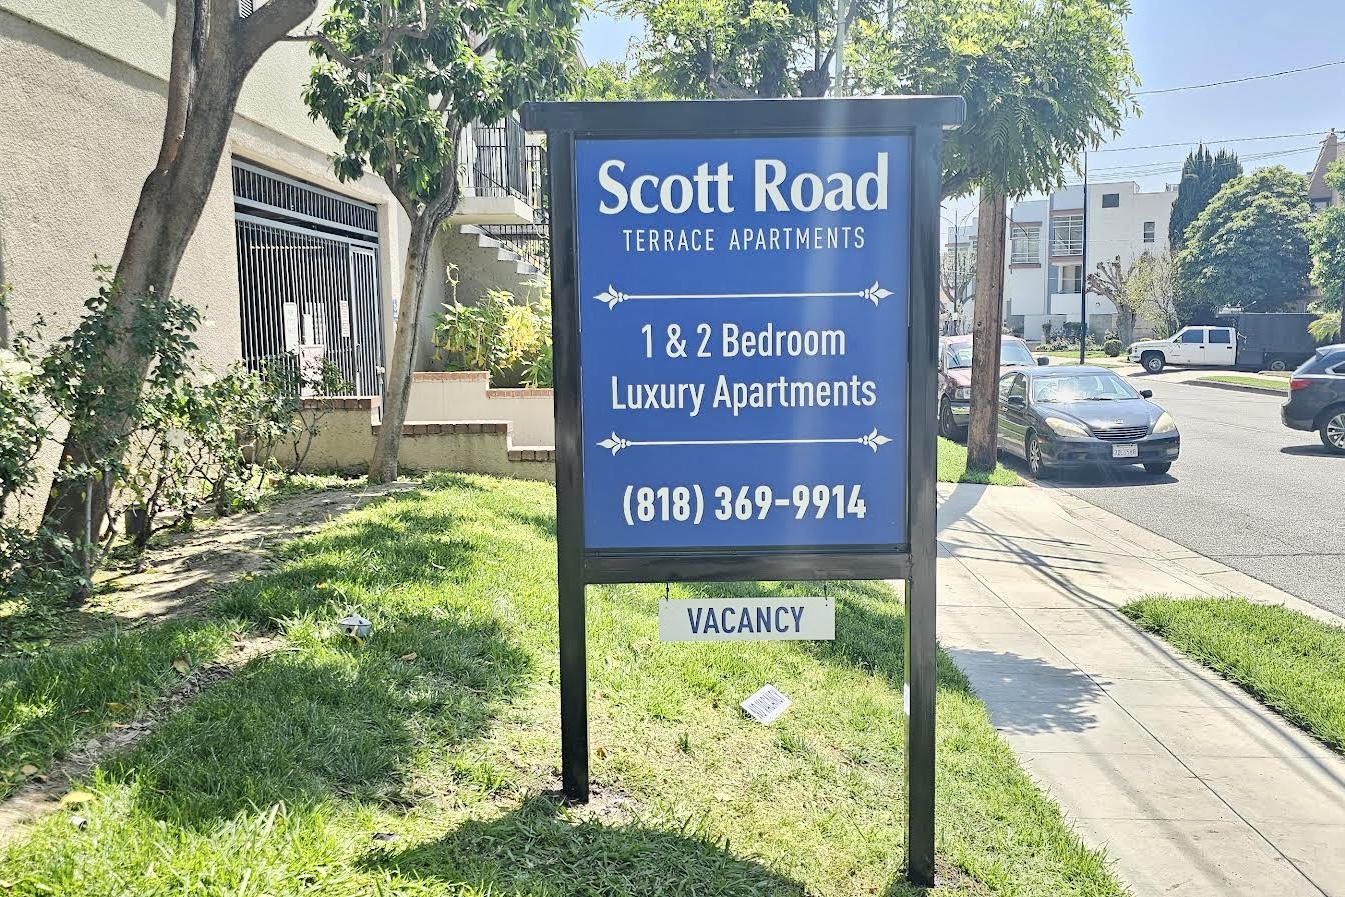 Scott Road
TERRACE APARTMENTS
1 & 2 Bedroom
Luxury Apartments
(818) 369-9914
VACANCY